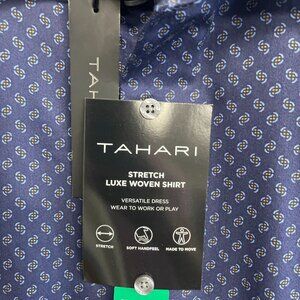 TAHARI
TAHARI
STRETCH
LUXE WOVEN SHIRT
VERSATILE DRESS
WEAR TO WORK OR PLAY
STRETCH
SOFT HANDFEEL
MADE TO MOVE